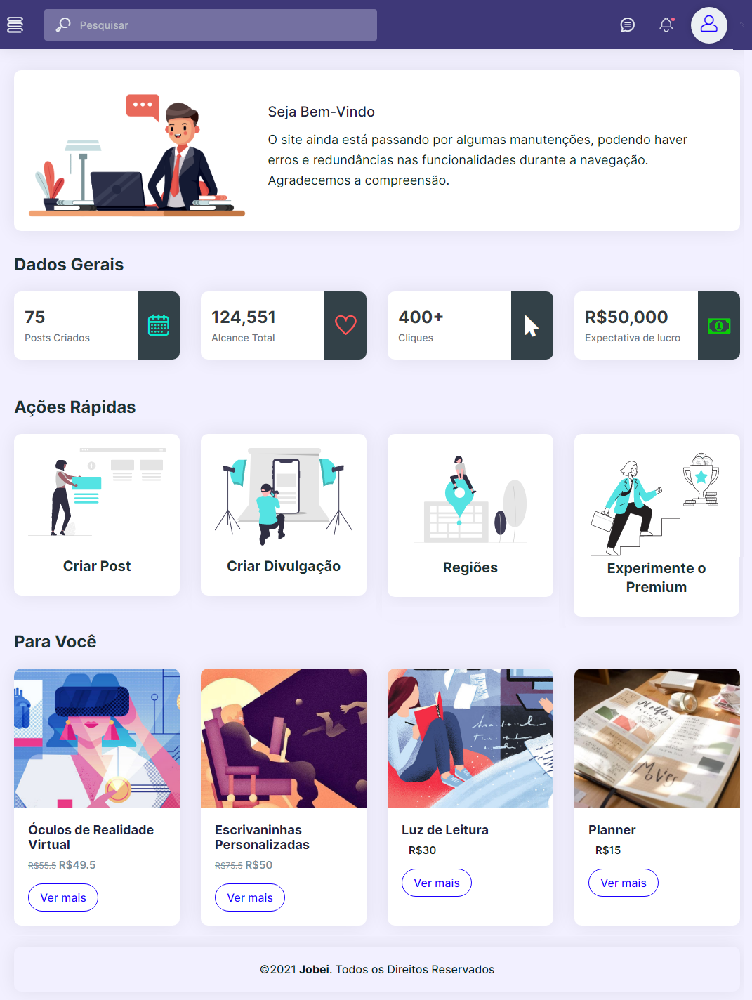 Pesquisar
Seja Bem-Vindo
O site ainda está passando por algumas manutenções, podendo haver
erros e redundâncias nas funcionalidades durante a navegação.
Agradecemos a compreensão.
Dados Gerais
75
Posts Criados
124,551
Alcance Total
400+
Cliques
R$50,000
Expectativa de lucro
1
Ações Rápidas
Criar Post
Criar Divulgação
Regiões
Experimente o
Premium
Para Você
Netflix
Movies
Óculos de Realidade
Virtual
R$55.5 R$49.5
Ver mais
Escrivaninhas
Personalizadas
R$75.5 R$50
Ver mais
Luz de Leitura
R$30
Ver mais
Planner
R$15
Ver mais
©2021 Jobei. Todos os Direitos Reservados